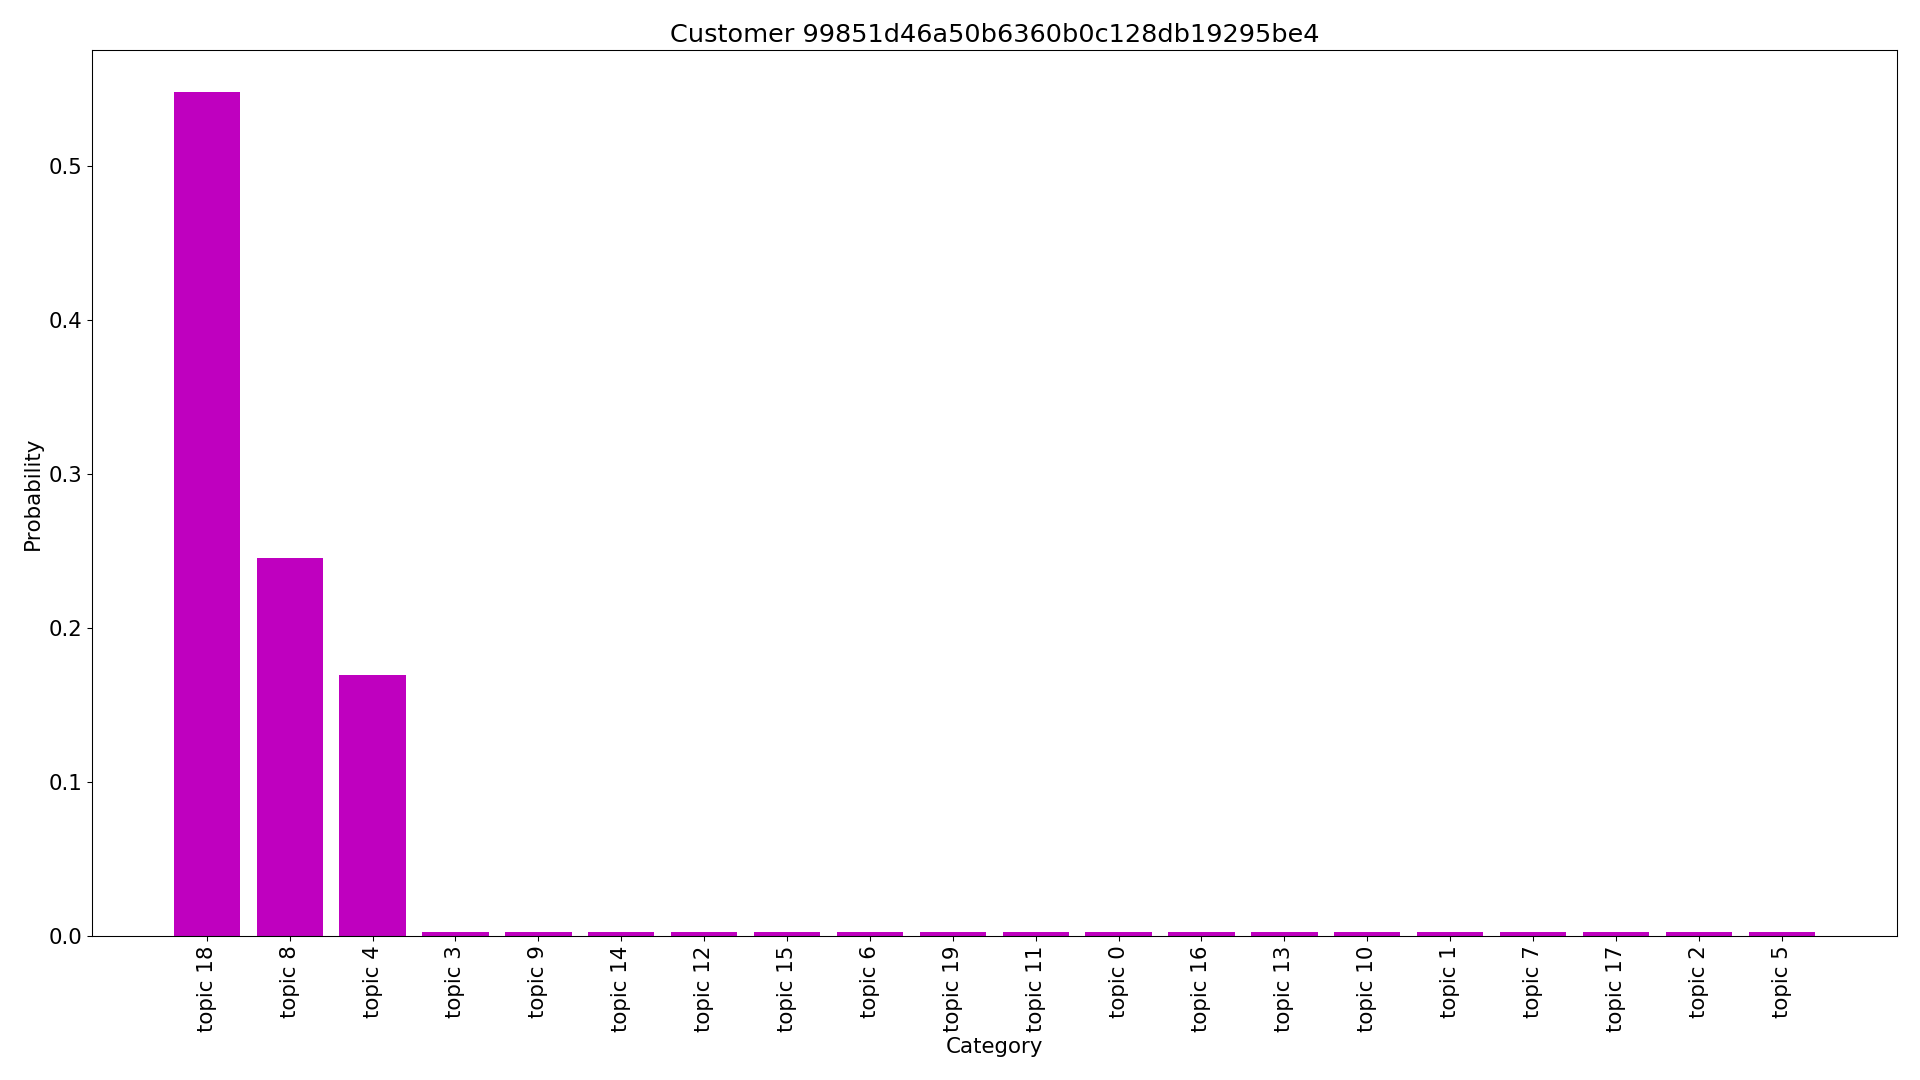 Customer 99851d46a50b6360b0c128db19295be4
Probability
0.5
0.4
0.3
0.2
0.1
0.0
topic 18
topic 8
topic 4
topic 3
topic 9
topic 14
topic 12
topic 15
topic 6
topic 19
topic 11
topic 0
topic 16
topic 13
topic 10
topic 1
topic 7
topic 17
topic 2
topic 5
Category